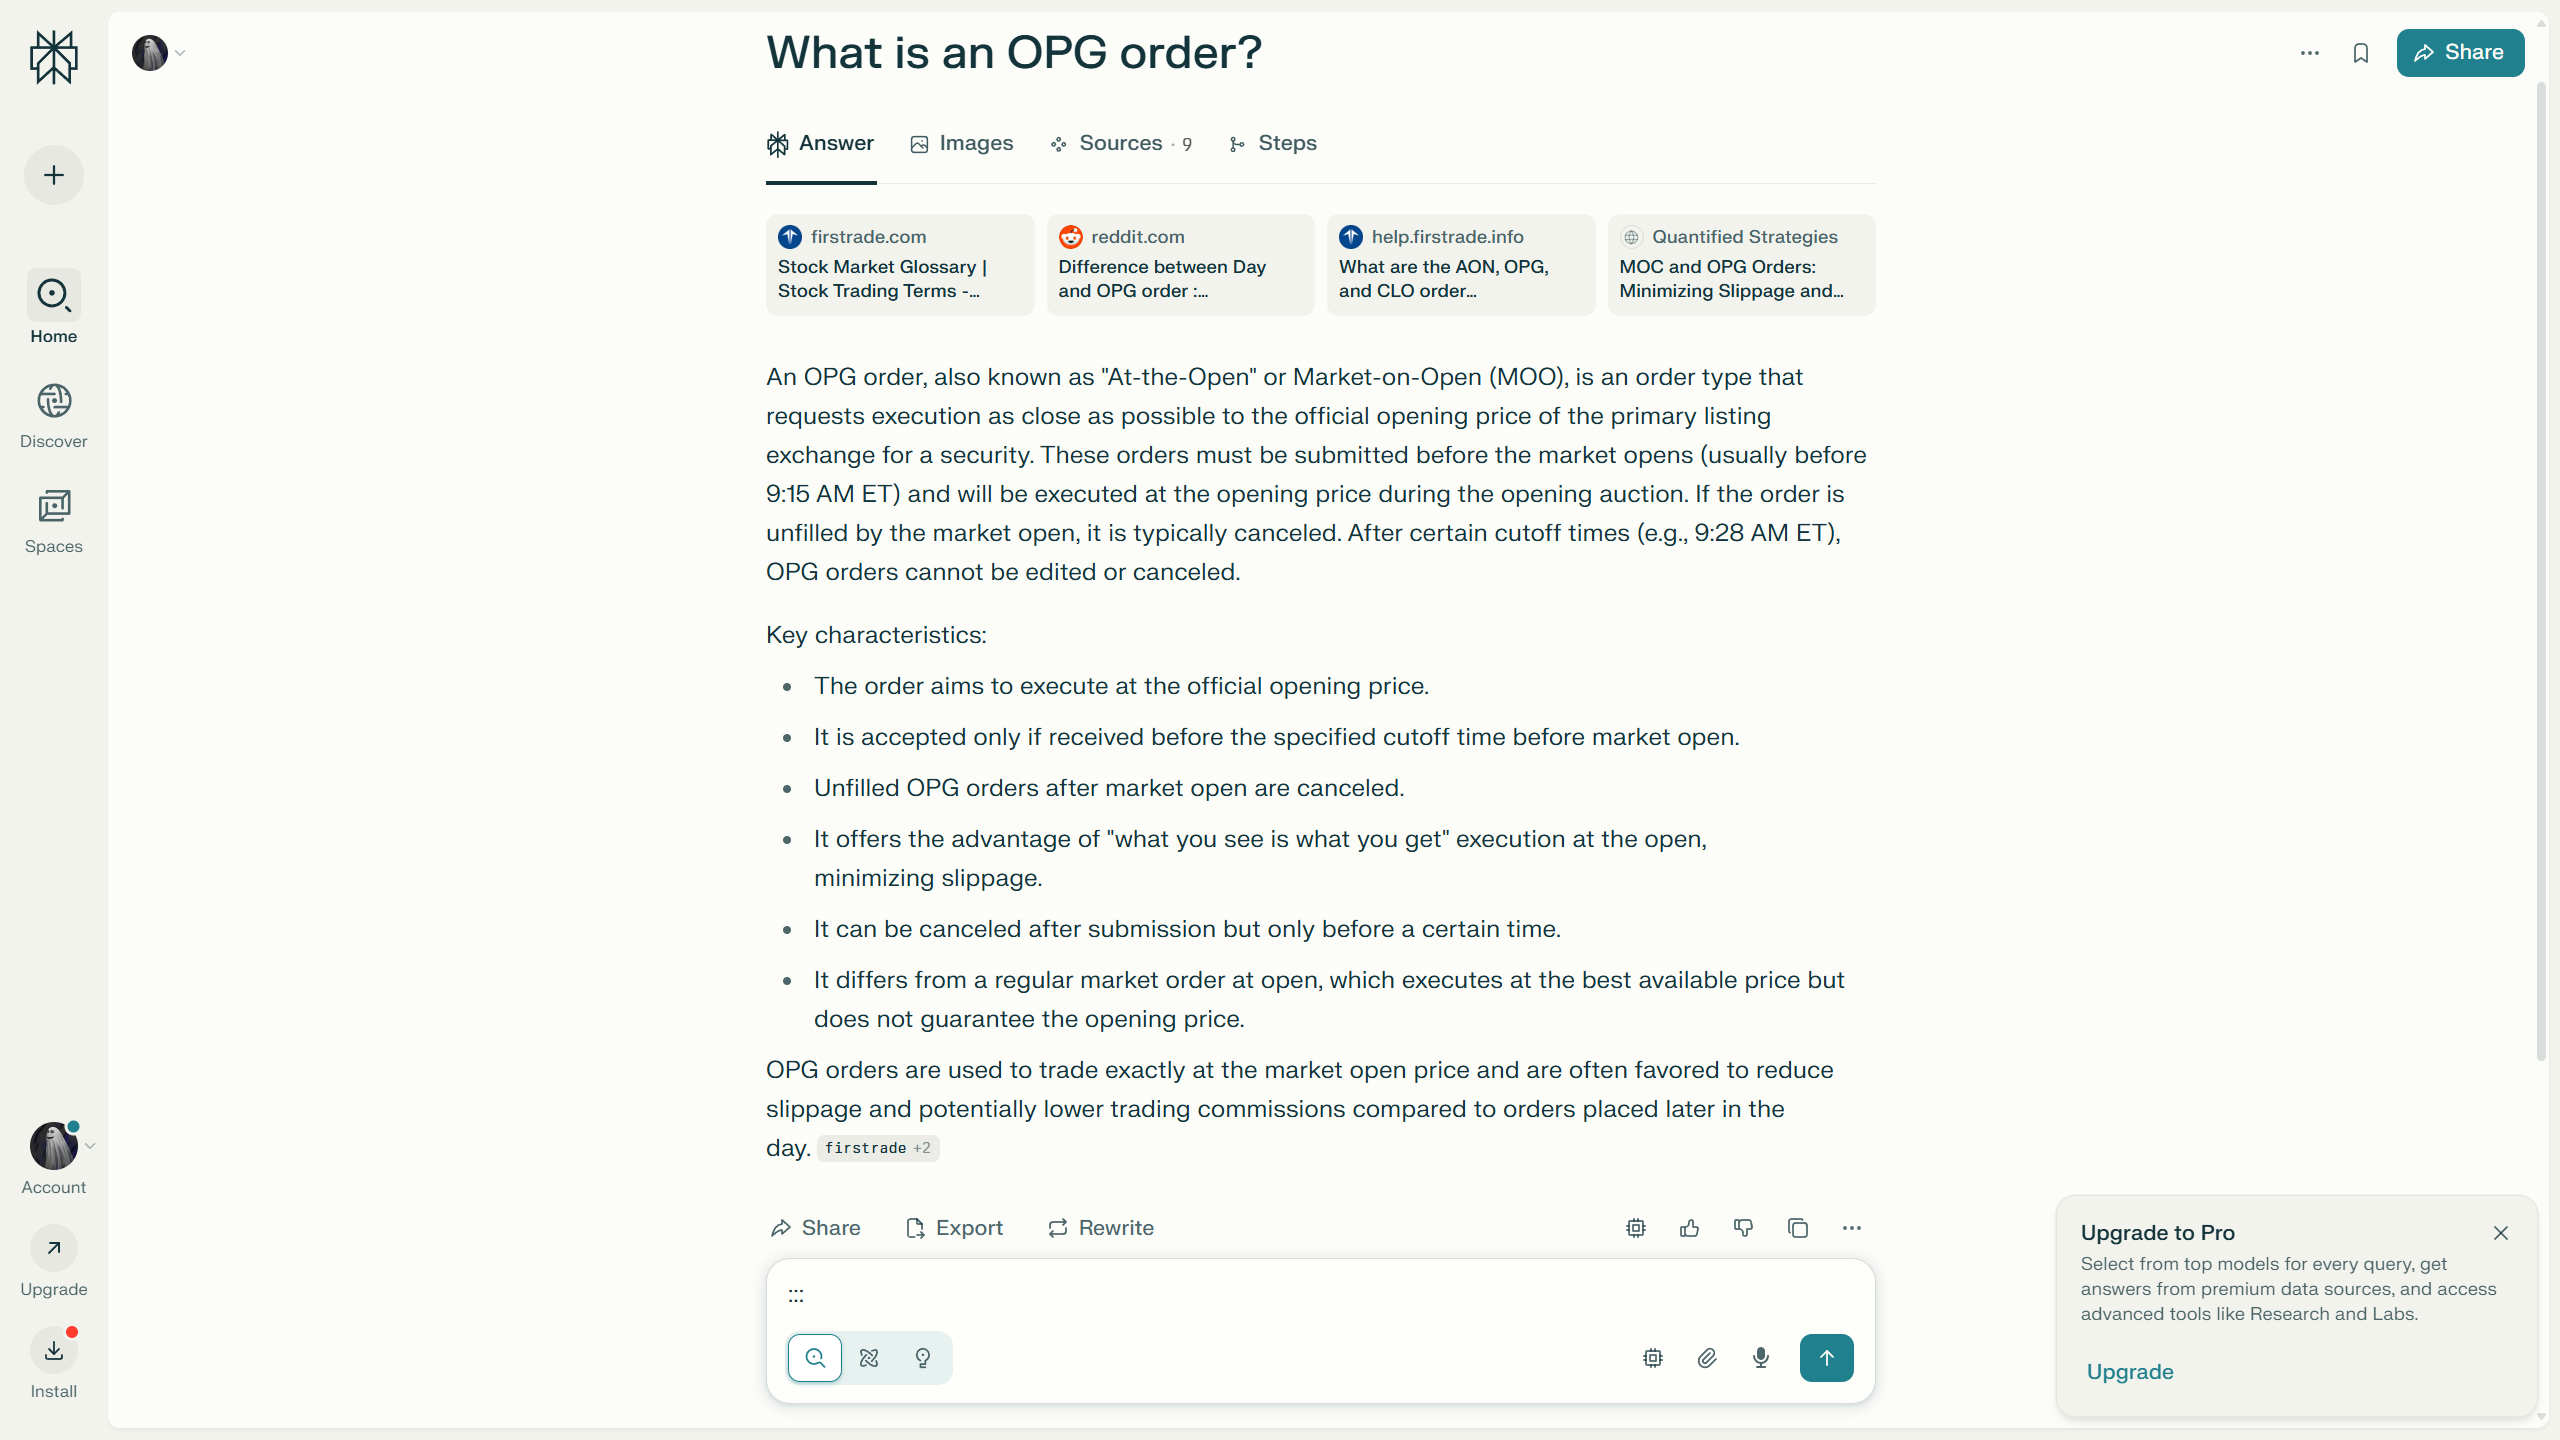 What is an OPG order?
Share
Answer
Images
Sources · 9
Steps
firstrade.com
Stock Market Glossary |
Stock Trading Terms -...
reddit.com
Difference between Day
and OPG order :...
help.firstrade.info
What are the AON, OPG,
and CLO order...
Quantified Strategies
MOC and OPG Orders:
Minimizing Slippage and...
An OPG order, also known as "At-the-Open" or Market-on-Open (MOO), is an order type that
requests execution as close as possible to the official opening price of the primary listing
exchange for a security. These orders must be submitted before the market opens (usually before
9:15 AM ET) and will be executed at the opening price during the opening auction. If the order is
unfilled by the market open, it is typically canceled. After certain cutoff times (e.g., 9:28 AM ET),
OPG orders cannot be edited or canceled.
Key characteristics:
• The order aims to execute at the official opening price.
• It is accepted only if received before the specified cutoff time before market open.
• Unfilled OPG orders after market open are canceled.
• It offers the advantage of "what you see is what you get" execution at the open,
minimizing slippage.
• It can be canceled after submission but only before a certain time.
• It differs from a regular market order at open, which executes at the best available price but
does not guarantee the opening price.
OPG orders are used to trade exactly at the market open price and are often favored to reduce
slippage and potentially lower trading commissions compared to orders placed later in the
day. firstrade +2
Share
Export
Rewrite
:::
Home
Discover
Spaces
Account
Upgrade
Install
Upgrade to Pro
Select from top models for every query, get
answers from premium data sources, and access
advanced tools like Research and Labs.
Upgrade